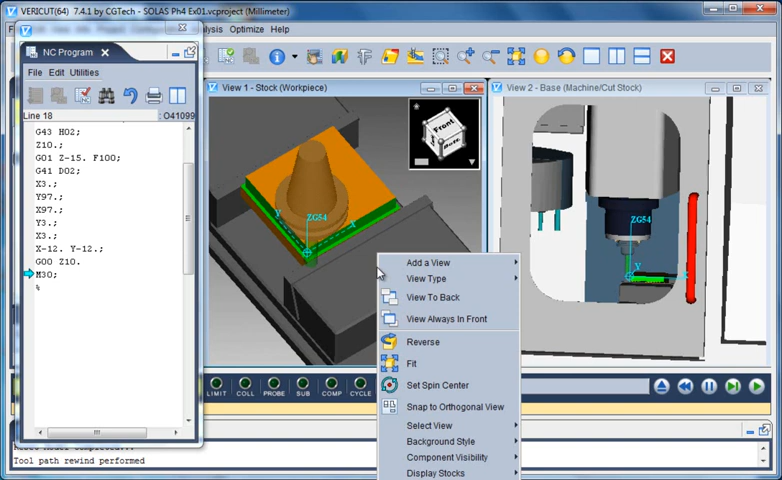 VERICUT(64) 7.4.1 by CGTech - SOLAS Ph4 Ex01.vcproject (Millimeter)
Analysis Optimize Help
NC Program
File Edit Utilities
Line 18 : O41099
G43 H02;
Z10.;
G01 Z-15. F100;
G41 D02;
X3.;
Y97.;
X97.;
Y3.;
X3.;
X-12. Y-12.;
G00 Z10.
M30;
%
View 1 - Stock (Workpiece)
Front
ZG54
Y
X
View 2 - Base (Machine/Cut Stock)
ZG54
Y
Add a View
View Type
View To Back
View Always In Front
Reverse
Fit
Set Spin Center
Snap to Orthogonal View
Select View
Background Style
Component Visibility
Display Stocks
LIMIT COLL PROBE SUB COMP CYCLE
Tool path rewind performed